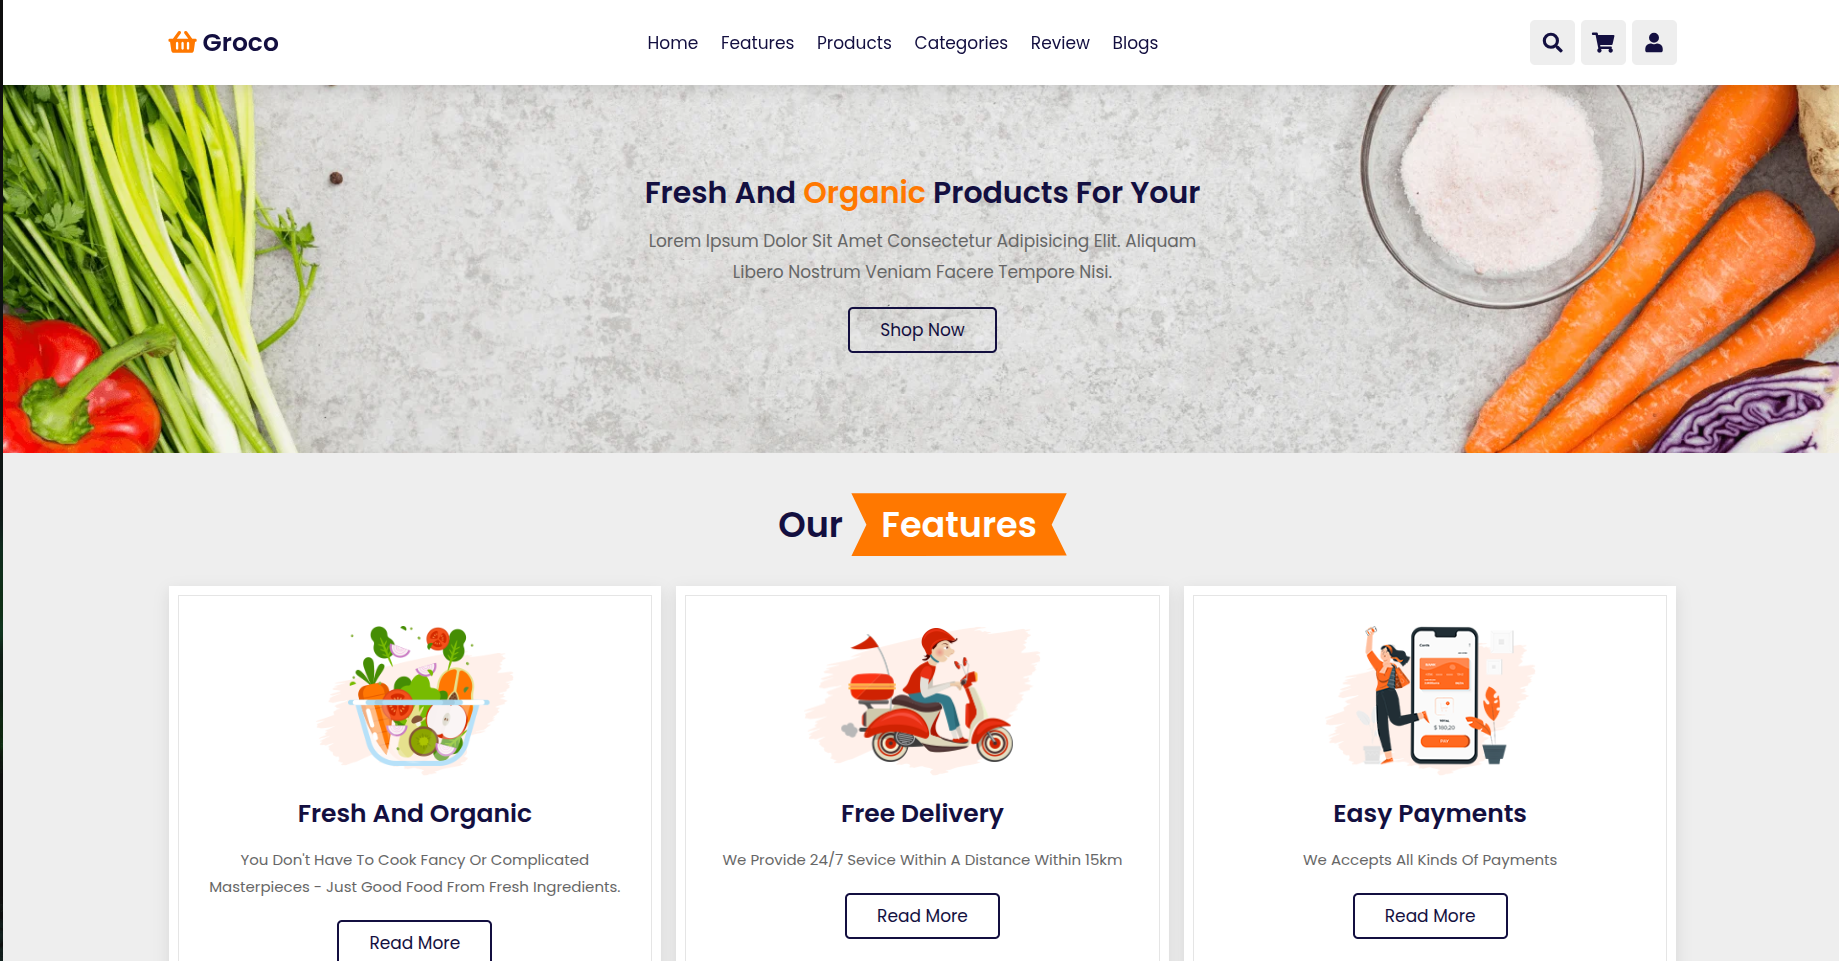 Groco
Home Features Products Categories Review Blogs
Fresh And Organic Products For Your
Lorem Ipsum Dolor Sit Amet Consectetur Adipisicing Elit. Aliquam
Libero Nostrum Veniam Facere Tempore Nisi.
Shop Now
Our Features
Fresh And Organic
You Don't Have To Cook Fancy Or Complicated
Masterpieces - Just Good Food From Fresh Ingredients.
Read More
Free Delivery
We Provide 24/7 Sevice Within A Distance Within 15km
Read More
$ 180,20
PAY
Easy Payments
We Accepts All Kinds Of Payments
Read More